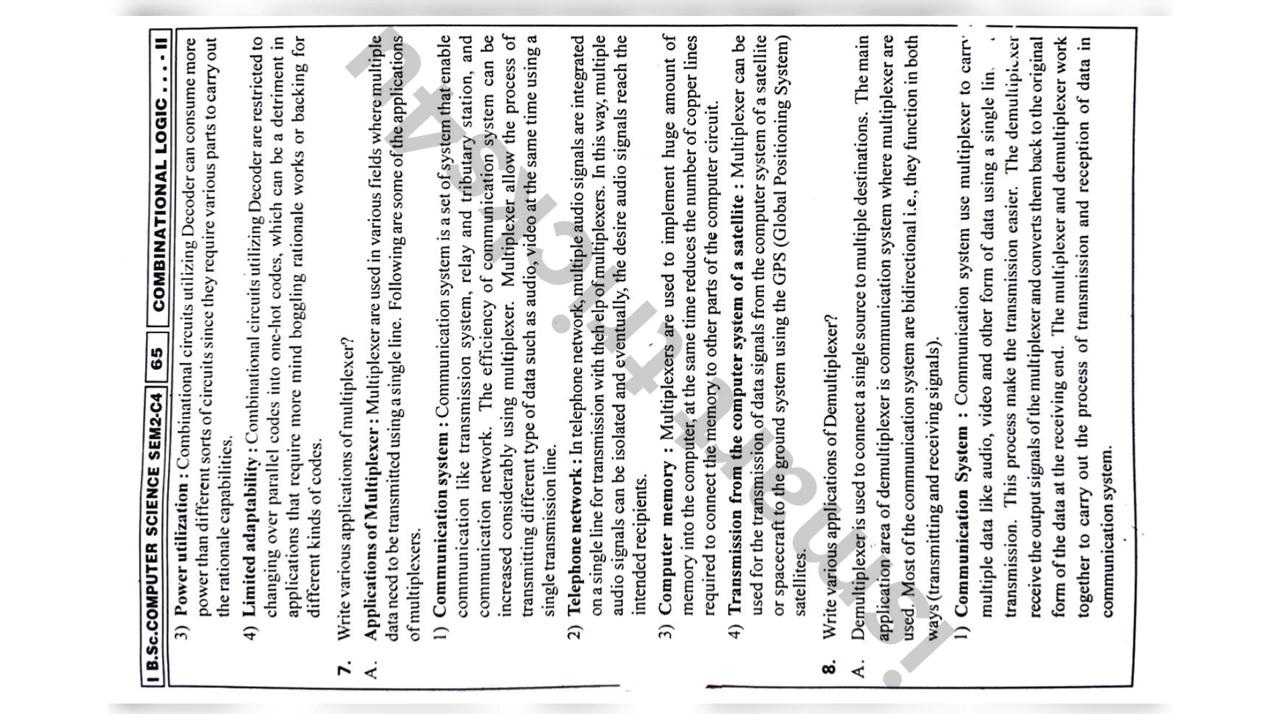 I B.Sc.COMPUTER SCIENCE SEM2-C4 65 COMBINATIONAL LOGIC . . . - II
3) Power utilization : Combinational circuits utilizing Decoder can consume more
power than different sorts of circuits since they require various parts to carry out
the rationale capabilities.
4) Limited adaptability : Combinational circuits utilizing Decoder are restricted to
changing over parallel codes into one-hot codes, which can be a detriment in
applications that require more mind boggling rationale works or backing for
different kinds of codes.
7. Write various applications of multiplexer?
A. Applications of Multiplexer : Multiplexer are used in various fields where multiple
data need to be transmitted using a single line. Following are some of the applications
of multiplexers.
1) Communication system : Communication system is a set of system that enable
communication like transmission system, relay and tributary station, and
communication network. The efficiency of communication system can be
increased considerably using multiplexer. Multiplexer allow the process of
transmitting different type of data such as audio, video at the same time using a
single transmission line.
2) Telephone network : In telephone network, multiple audio signals are integrated
on a single line for transmission with the help of multiplexers. In this way, multiple
audio signals can be isolated and eventually, the desire audio signals reach the
intended recipients.
3) Computer memory : Multiplexers are used to implement huge amount of
memory into the computer, at the same time reduces the number of copper lines
required to connect the memory to other parts of the computer circuit.
4) Transmission from the computer system of a satellite : Multiplexer can be
used for the transmission of data signals from the computer system of a satellite
or spacecraft to the ground system using the GPS (Global Positioning System)
satellites.
8. Write various applications of Demultiplexer?
A. Demultiplexer is used to connect a single source to multiple destinations. The main
application area of demultiplexer is communication system where multiplexer are
used. Most of the communication system are bidirectional i.e., they function in both
ways (transmitting and receiving signals).
1) Communication System : Communication system use multiplexer to carry
multiple data like audio, video and other form of data using a single
transmission. This process make the transmission easier. The demultiplexer
receive the output signals of the multiplexer and converts them back to the original
form of the data at the receiving end. The multiplexer and demultiplexer work
together to carry out the process of transmission and reception of data in
communication system.